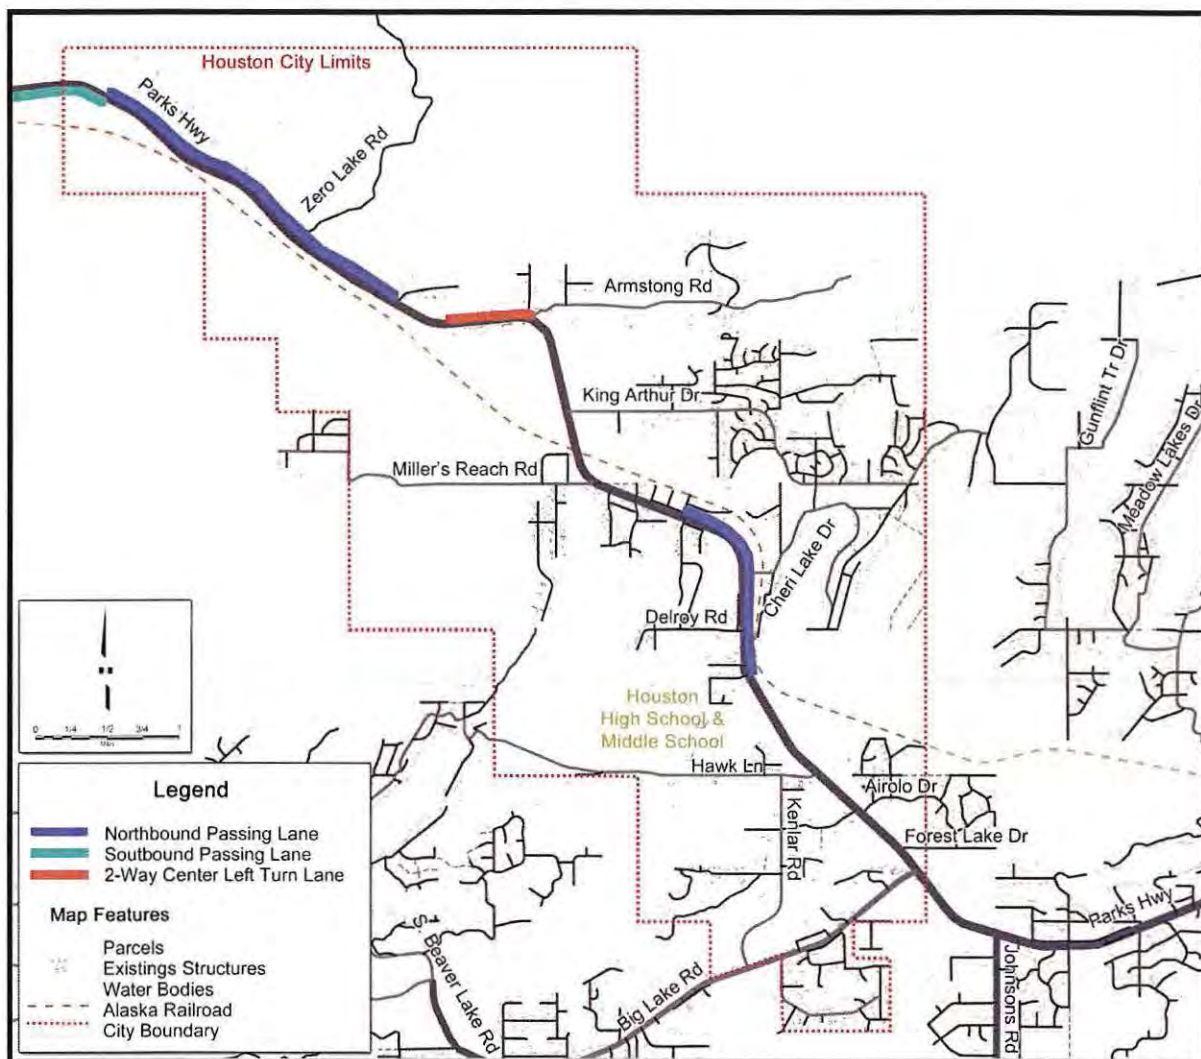 Houston City Limits
Parks Hwy
Zero Lake Rd
Armstong Rd
King Arthur Dr
Gunflint Tr Dr
Meadow Lakes Dr
Miller's Reach Rd
Cheri Lake Dr
Delroy Rd
Houston
High School &
Middle School
Hawk Ln
Airolo Dr
Kenlar Rd
Forest Lake Dr
Parks Hwy
Johnsons Rd
Big Lake Rd
S. Beaver Lake Rd
0 1/4 1/2 3/4 1
Miles
Legend
Northbound Passing Lane
Soutbound Passing Lane
2-Way Center Left Turn Lane
Map Features
Parcels
Existings Structures
Water Bodies
Alaska Railroad
City Boundary